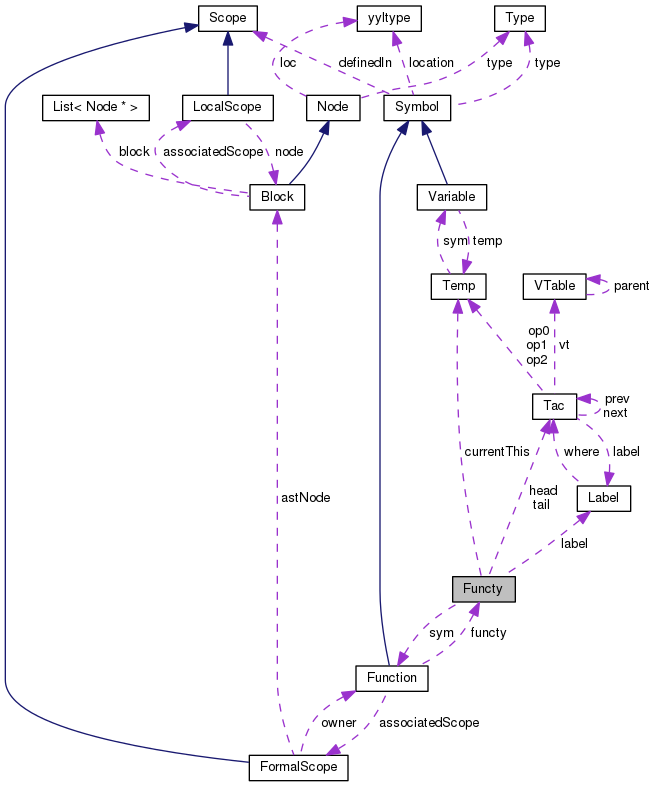 Scope
yyltype
Type
loc
definedIn
location
type
type
List< Node * >
LocalScope
Node
Symbol
block
associatedScope
node
Block
Variable
sym
temp
Temp
VTable
parent
op0
op1
op2
vt
Tac
prev
next
currentThis
where
label
astNode
head
tail
Label
label
Functy
sym
functy
Function
owner
associatedScope
FormalScope